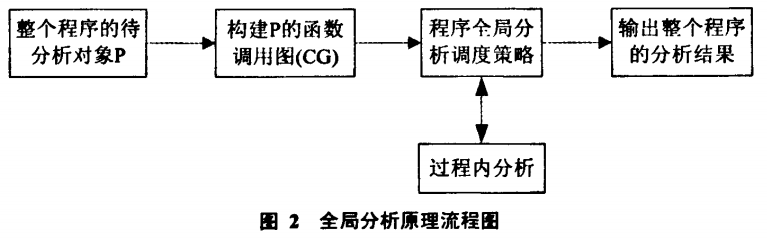 整个程序的待
分析对象P
构建P的函数
调用图(CG)
程序全局分
析调度策略
输出整个程序
的分析结果
过程内分析
图 2 全局分析原理流程图